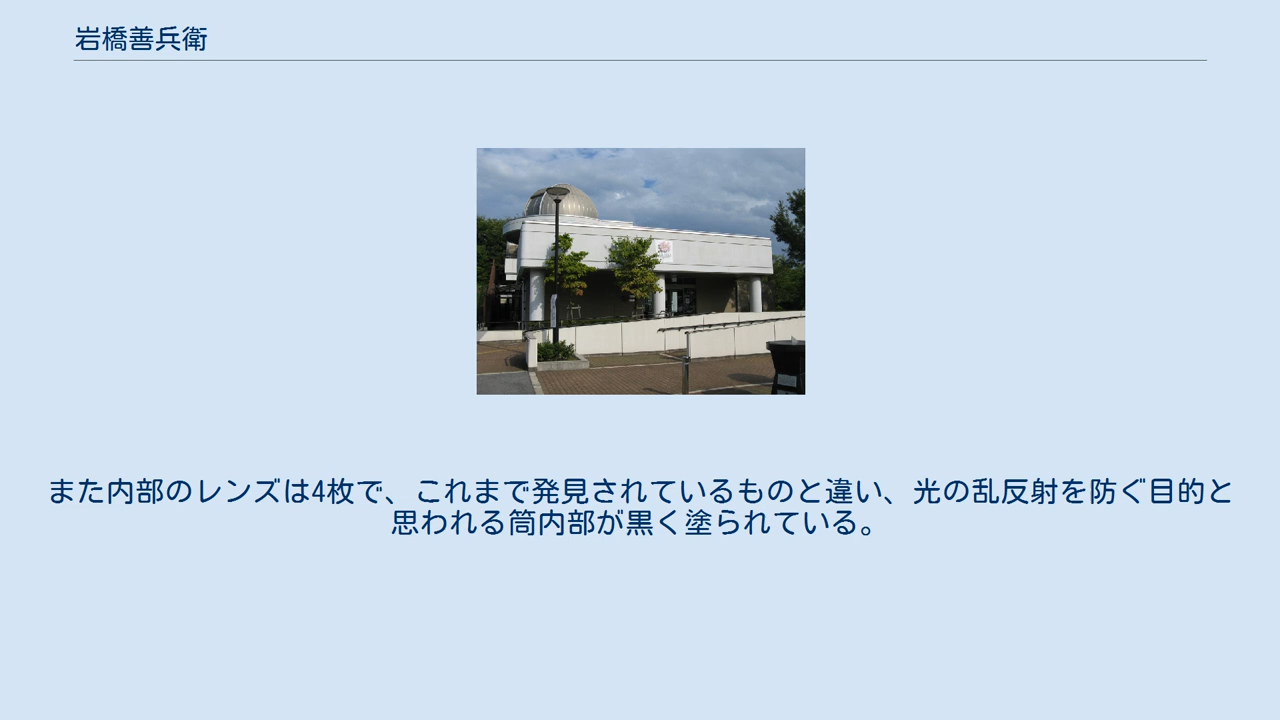 岩橋善兵衛
また内部のレンズは4枚で、これまで発見されているものと違い、光の乱反射を防ぐ目的と
思われる筒内部が黒く塗られている。